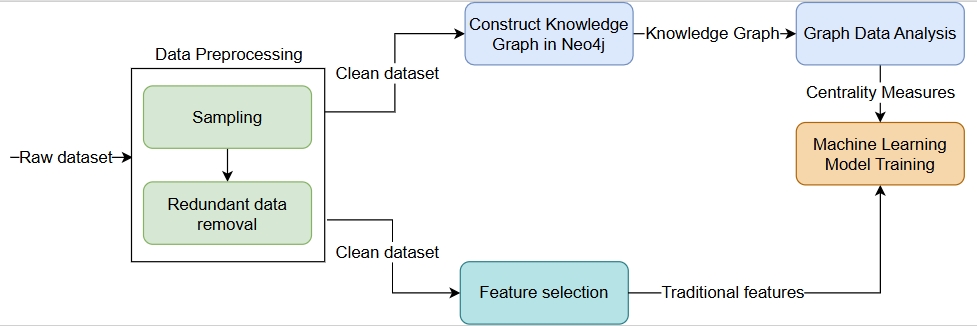 Data Preprocessing
Raw dataset
Sampling
Redundant data
removal
Clean dataset
Construct Knowledge
Graph in Neo4j
Knowledge Graph
Graph Data Analysis
Centrality Measures
Machine Learning
Model Training
Clean dataset
Feature selection
Traditional features